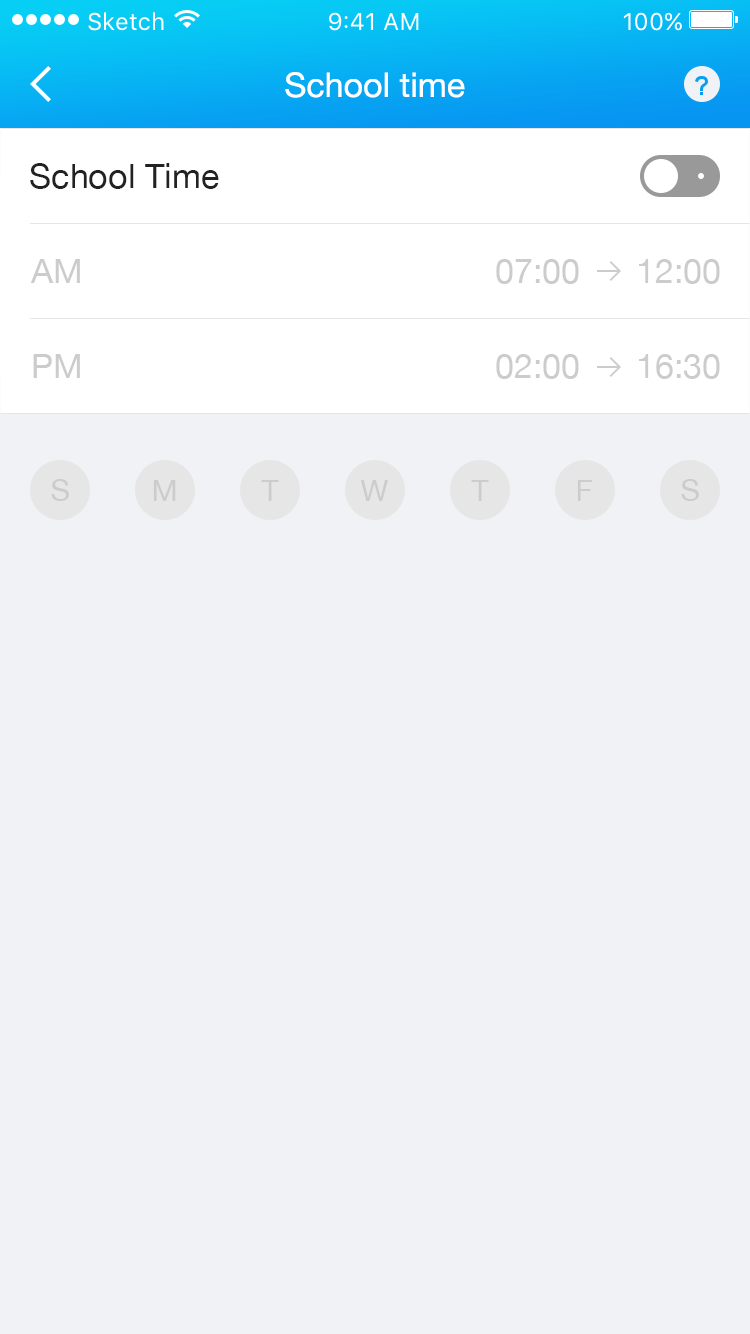 Sketch 9:41 AM 100%
School time ?
School Time
AM 07:00 → 12:00
PM 02:00 → 16:30
S M T W T F S